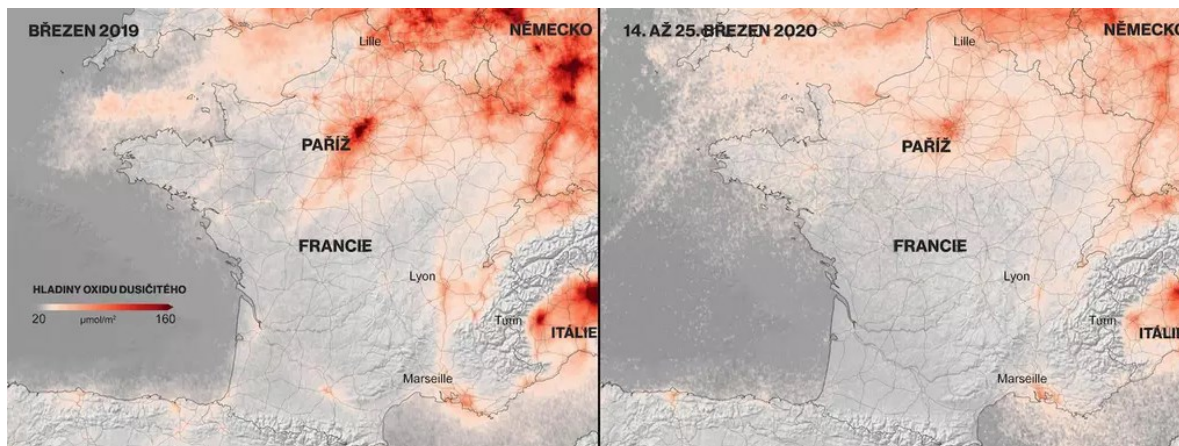 BŘEZEN 2019
NĚMECKO
Lille
PAŘÍŽ
FRANCIE
Lyon
HLADINY OXIDU DUSIČITÉHO
20 µmol/m² 160
Turin
ITÁLIE
Marseille
14. AŽ 25. BŘEZEN 2020
NĚMECKO
Lille
PAŘÍŽ
FRANCIE
Lyon
Turin
ITÁLIE
Marseille